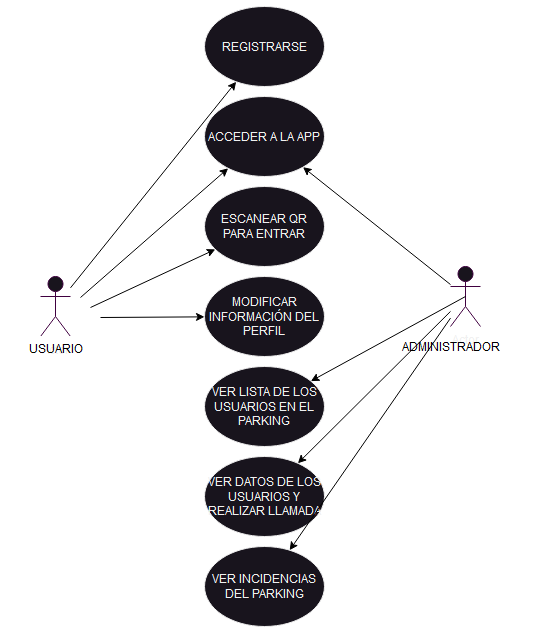 REGISTRARSE
ACCEDER A LA APP
ESCANEAR QR
PARA ENTRAR
MODIFICAR
INFORMACIÓN DEL
PERFIL
USUARIO
ADMINISTRADOR
VER LISTA DE LOS
USUARIOS EN EL
PARKING
VER DATOS DE LOS
USUARIOS Y
REALIZAR LLAMADA
VER INCIDENCIAS
DEL PARKING